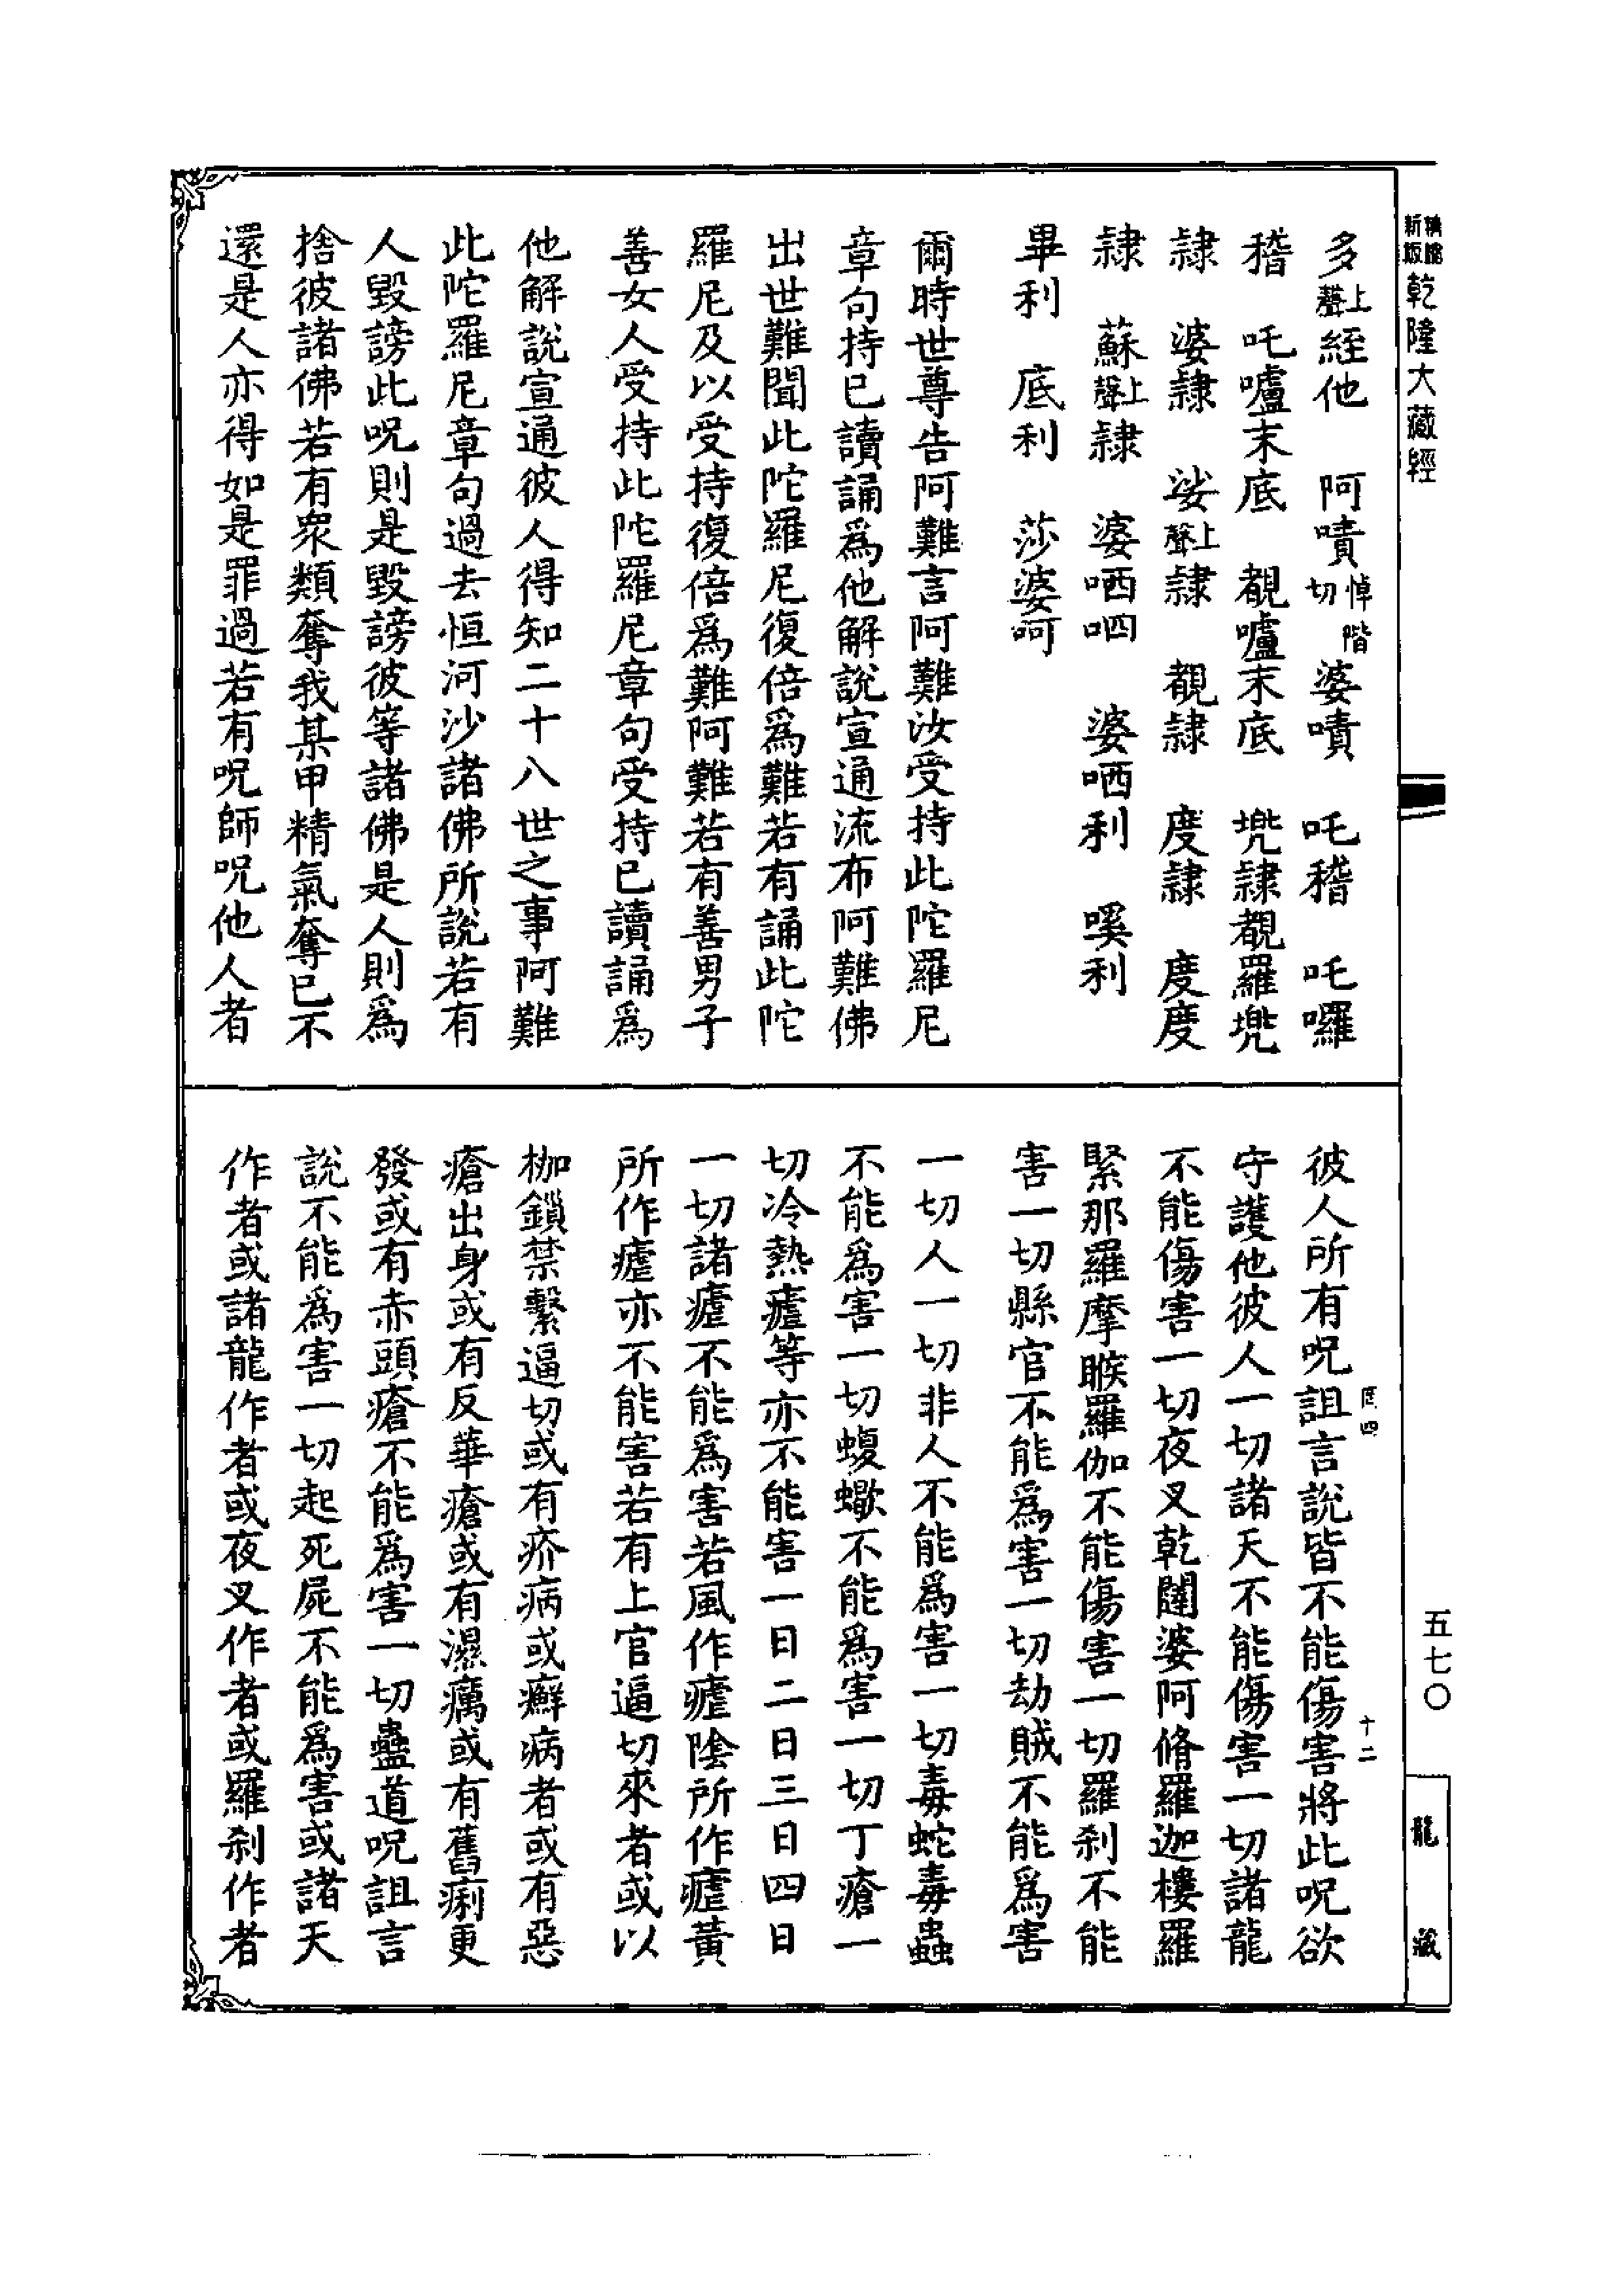 新版
乾隆大藏經
多上聲經他　阿嘖悼階切　婆嘖　吒稽　吒囉
稽　吒嚧末底　覩嚧末底　兜隸覩羅兜
隸　婆隸　娑上聲隸　覩隸　度隸　度度
隸　蘇上聲隸　婆哂呬　婆哂利　嗘利
畢利　底利　莎婆呵
爾時世尊告阿難言阿難汝受持此陀羅尼
章句持已讀誦爲他解說宣通流布阿難佛
出世難聞此陀羅尼復倍爲難若有誦此陀
羅尼及以受持復倍爲難阿難若有善男子
善女人受持此陀羅尼章句受持已讀誦爲
他解說宣通彼人得知二十八世之事阿難
此陀羅尼章句過去恒河沙諸佛所說若有
人毀謗此呪則是毀謗彼等諸佛是人則爲
捨彼諸佛若有衆類奪我某甲精氣奪已不
還是人亦得如是罪過若有呪師呪他人者
彼人所有呪詛言說皆不能傷害將此呪欲
守護他彼人一切諸天不能傷害一切諸龍
不能傷害一切夜叉乾闥婆阿脩羅迦樓羅
緊那羅摩睺羅伽不能傷害一切羅刹不能
害一切縣官不能爲害一切劫賊不能爲害
一切人一切非人不能爲害一切毒蛇毒蟲
不能爲害一切蝮蠍不能爲害一切丁瘡一
切冷熱瘧等亦不能害一日二日三日四日
一切諸瘧不能爲害若風作瘧陰所作瘧黃
所作瘧亦不能害若有上官逼切來者或以
枷鎖禁繫逼切或有疥病或癬病者或有惡
瘡出身或有反華瘡或有濕癘或有舊痢更
發或有赤頭瘡不能爲害一切蠱道呪詛言
說不能爲害一切起死屍不能爲害或諸天
作者或諸龍作者或夜叉作者或羅刹作者
四
十二
五七〇
龍藏